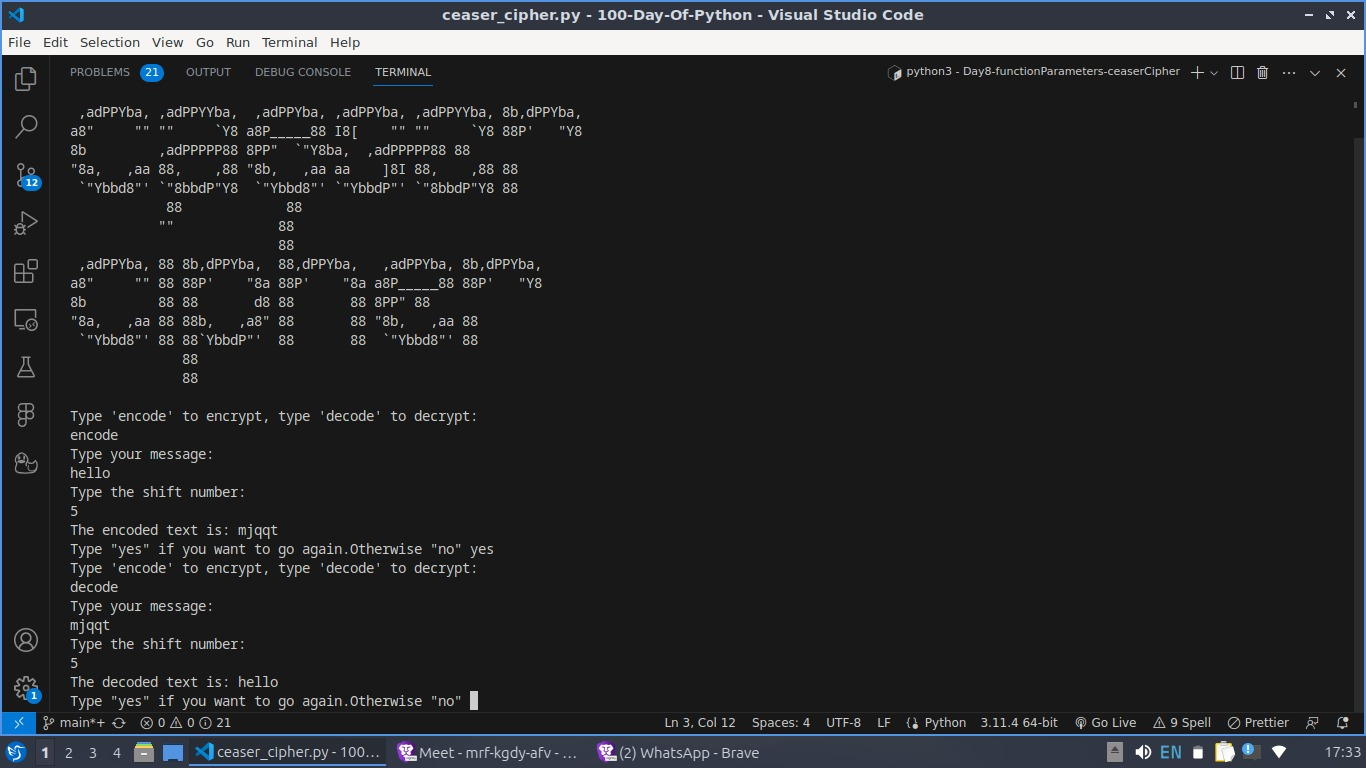 ceaser_cipher.py - 100-Day-Of-Python - Visual Studio Code
File Edit Selection View Go Run Terminal Help
PROBLEMS 21 OUTPUT DEBUG CONSOLE TERMINAL python3 - Day8-functionParameters-ceaserCipher
 ,adPPYba, ,adPPYYba,  ,adPPYba, ,adPPYba, ,adPPYYba, 8b,dPPYba,
a8"     "" ""     `Y8 a8P_____88 I8[    "" ""     `Y8 88P'   "Y8
8b         ,adPPPPP88 8PP"  `"Y8ba,  ,adPPPPP88 88
"8a,   ,aa 88,    ,88 "8b,   ,aa aa    ]8I 88,    ,88 88
 `"Ybbd8"' `"8bbdP"Y8  `"Ybbd8"' `"YbbdP"' `"8bbdP"Y8 88
            88             88
           ""             88
                          88
 ,adPPYba, 88 8b,dPPYba,  88,dPPYba,   ,adPPYba, 8b,dPPYba,
a8"     "" 88 88P'    "8a 88P'    "8a a8P_____88 88P'   "Y8
8b         88 88       d8 88       88 8PP" 88
"8a,   ,aa 88 88b,   ,a8" 88       88 "8b,   ,aa 88
 `"Ybbd8"' 88 88`YbbdP"'  88       88  `"Ybbd8"' 88
              88
              88
Type 'encode' to encrypt, type 'decode' to decrypt:
encode
Type your message:
hello
Type the shift number:
5
The encoded text is: mjqqt
Type "yes" if you want to go again.Otherwise "no" yes
Type 'encode' to encrypt, type 'decode' to decrypt:
decode
Type your message:
mjqqt
Type the shift number:
5
The decoded text is: hello
Type "yes" if you want to go again.Otherwise "no"
12
1
main*+ 0 0 21 Ln 3, Col 12 Spaces: 4 UTF-8 LF Python 3.11.4 64-bit Go Live 9 Spell Prettier
1 2 3 4 ceaser_cipher.py - 100... Meet - mrf-kgdy-afv - ... (2) WhatsApp - Brave EN 17:33